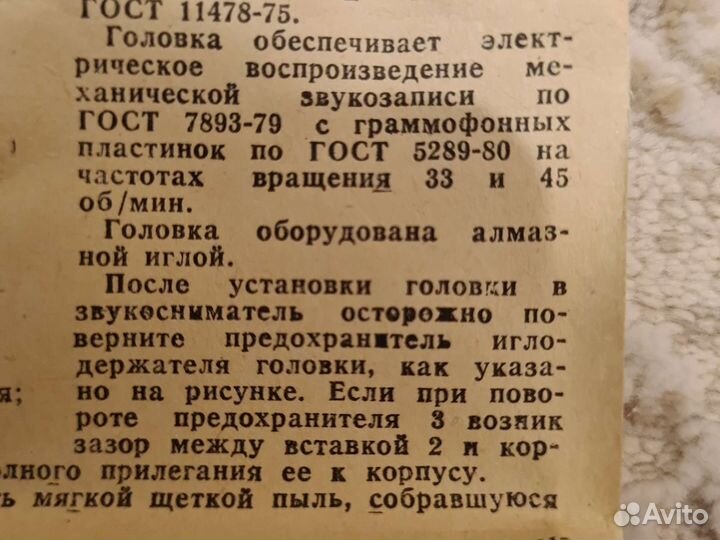 ГОСТ 11478-75.
Головка обеспечивает элект-
рическое воспроизведение ме-
ханической звукозаписи по
ГОСТ 7893-79 с граммофонных
пластинок по ГОСТ 5289-80 на
частотах вращения 33 и 45
об/мин.
Головка оборудована алмаз-
ной иглой.
После установки головки в
звукосниматель осторожно по-
верните предохранитель игло-
держателя головки, как указа-
я; но на рисунке. Если при пово-
роте предохранителя 3 возник
зазор между вставкой 2 и кор-
олного прилегания ее к корпусу.
ть мягкой щеткой пыль, собравшуюся
Avito